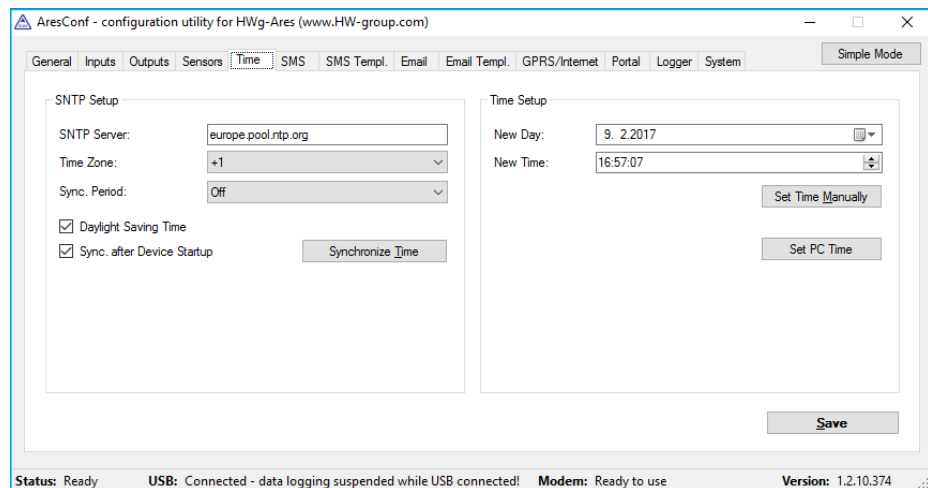 AresConf - configuration utility for HWg-Ares (www.HW-group.com)
Simple Mode
General Inputs Outputs Sensors Time SMS SMS Templ. Email Email Templ. GPRS/Internet Portal Logger System
SNTP Setup
SNTP Server: europe.pool.ntp.org
Time Zone: +1
Sync. Period: Off
Daylight Saving Time
Sync. after Device Startup
Synchronize Time
Time Setup
New Day: 9. 2.2017
New Time: 16:57:07
Set Time Manually
Set PC Time
Save
Status: Ready USB: Connected - data logging suspended while USB connected! Modem: Ready to use Version: 1.2.10.374